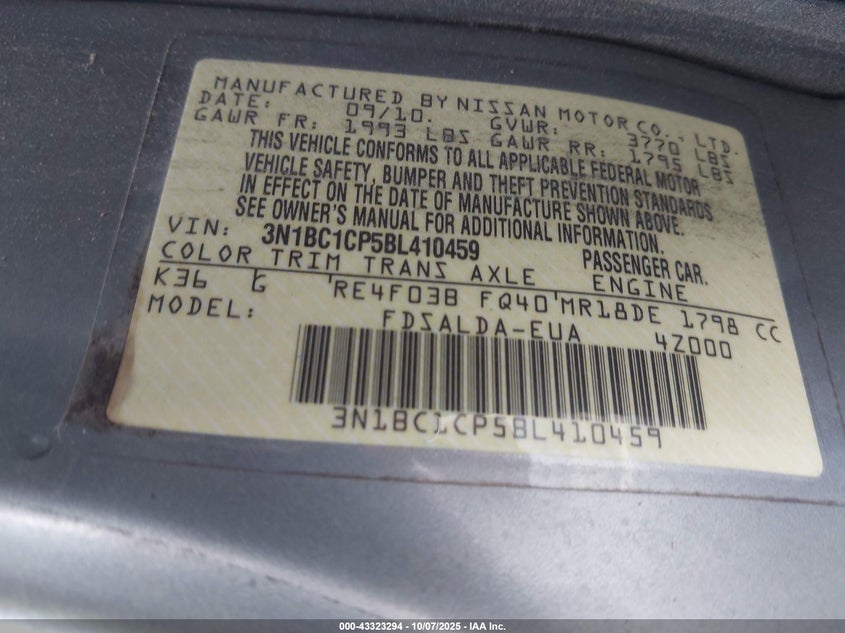 MANUFACTURED BY NISSAN MOTOR CO., LTD.
DATE: 09/10. GVWR: 3770 LBS
GAWR FR: 1993 LBS GAWR RR: 1795 LBS
THIS VEHICLE CONFORMS TO ALL APPLICABLE FEDERAL MOTOR
VEHICLE SAFETY, BUMPER AND THEFT PREVENTION STANDARDS
IN EFFECT ON THE DATE OF MANUFACTURE SHOWN ABOVE.
SEE OWNER'S MANUAL FOR ADDITIONAL INFORMATION.
VIN: 3N1BC1CP5BL410459 PASSENGER CAR.
COLOR TRIM TRANS AXLE ENGINE
K36 G RE4F03B FQ40 MR18DE 1798 CC
MODEL: FDSALDA-EUA 4Z000
3N1BC1CP5BL410459
000-43323294 - 10/07/2025 - IAA Inc.